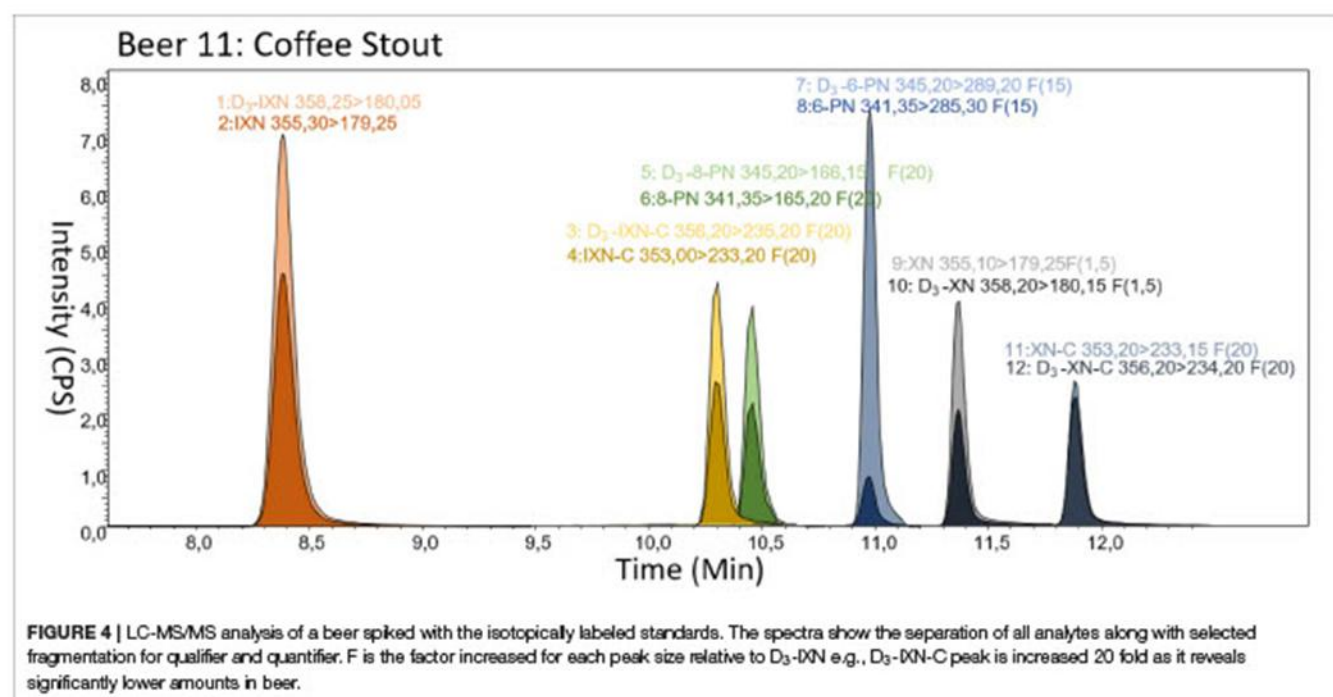 Beer 11: Coffee Stout
8,0
7,0
6,0
5,0
4,0
3,0
2,0
1,0
0,0
Intensity (CPS)
1:D3-IXN 358,25>180,05
2:IXN 355,30>179,25
7: D3-6-PN 345,20>289,20 F(15)
8:6-PN 341,35>285,30 F(15)
5: D3-8-PN 345,20>166,15 F(20)
6:8-PN 341,35>165,20 F(20)
3: D3-IXN-C 356,20>235,20 F(20)
4:IXN-C 353,00>233,20 F(20)
9:XN 355,10>179,25F(1,5)
10: D3-XN 358,20>180,15 F(1,5)
11:XN-C 353,20>233,15 F(20)
12: D3-XN-C 356,20>234,20 F(20)
8,0 8,5 9,0 9,5 10,0 10,5 11,0 11,5 12,0
Time (Min)
FIGURE 4 | LC-MS/MS analysis of a beer spiked with the isotopically labeled standards. The spectra show the separation of all analytes along with selected
fragmentation for qualifier and quantifier. F is the factor increased for each peak size relative to D3-IXN e.g., D3-IXN-C peak is increased 20 fold as it reveals
significantly lower amounts in beer.